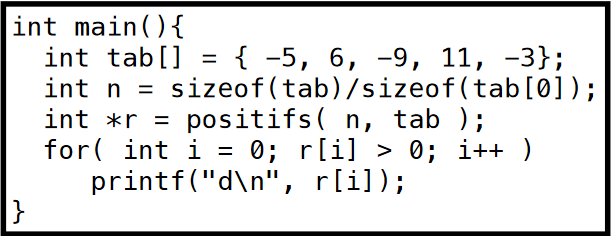 int main(){
  int tab[] = { -5, 6, -9, 11, -3};
  int n = sizeof(tab)/sizeof(tab[0]);
  int *r = positifs( n, tab );
  for( int i = 0; r[i] > 0; i++ )
     printf("d\n", r[i]);
}